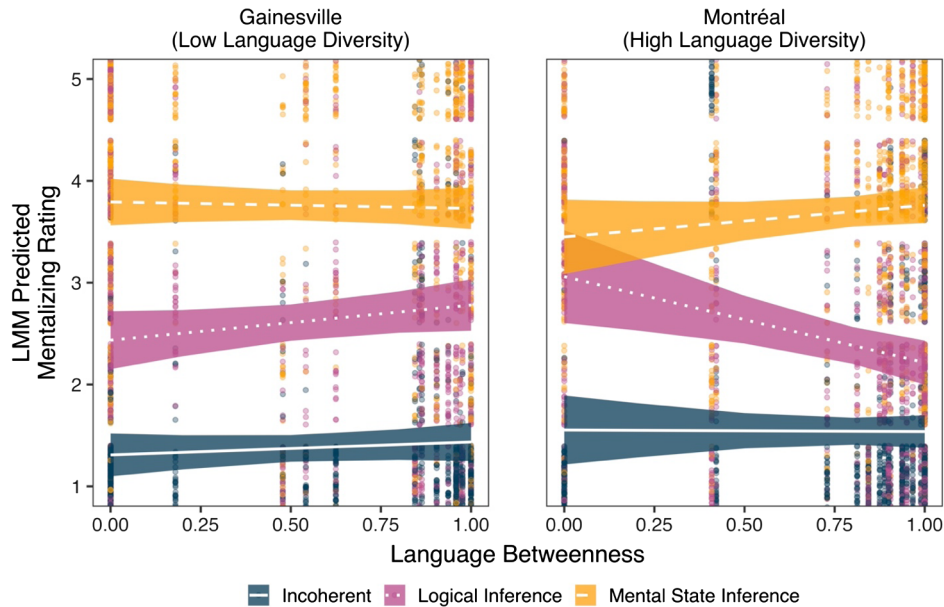 Gainesville
(Low Language Diversity)
Montréal
(High Language Diversity)
LMM Predicted
Mentalizing Rating
5
4
3
2
1
0.00 0.25 0.50 0.75 1.00
0.00 0.25 0.50 0.75 1.00
Language Betweenness
Incoherent Logical Inference Mental State Inference